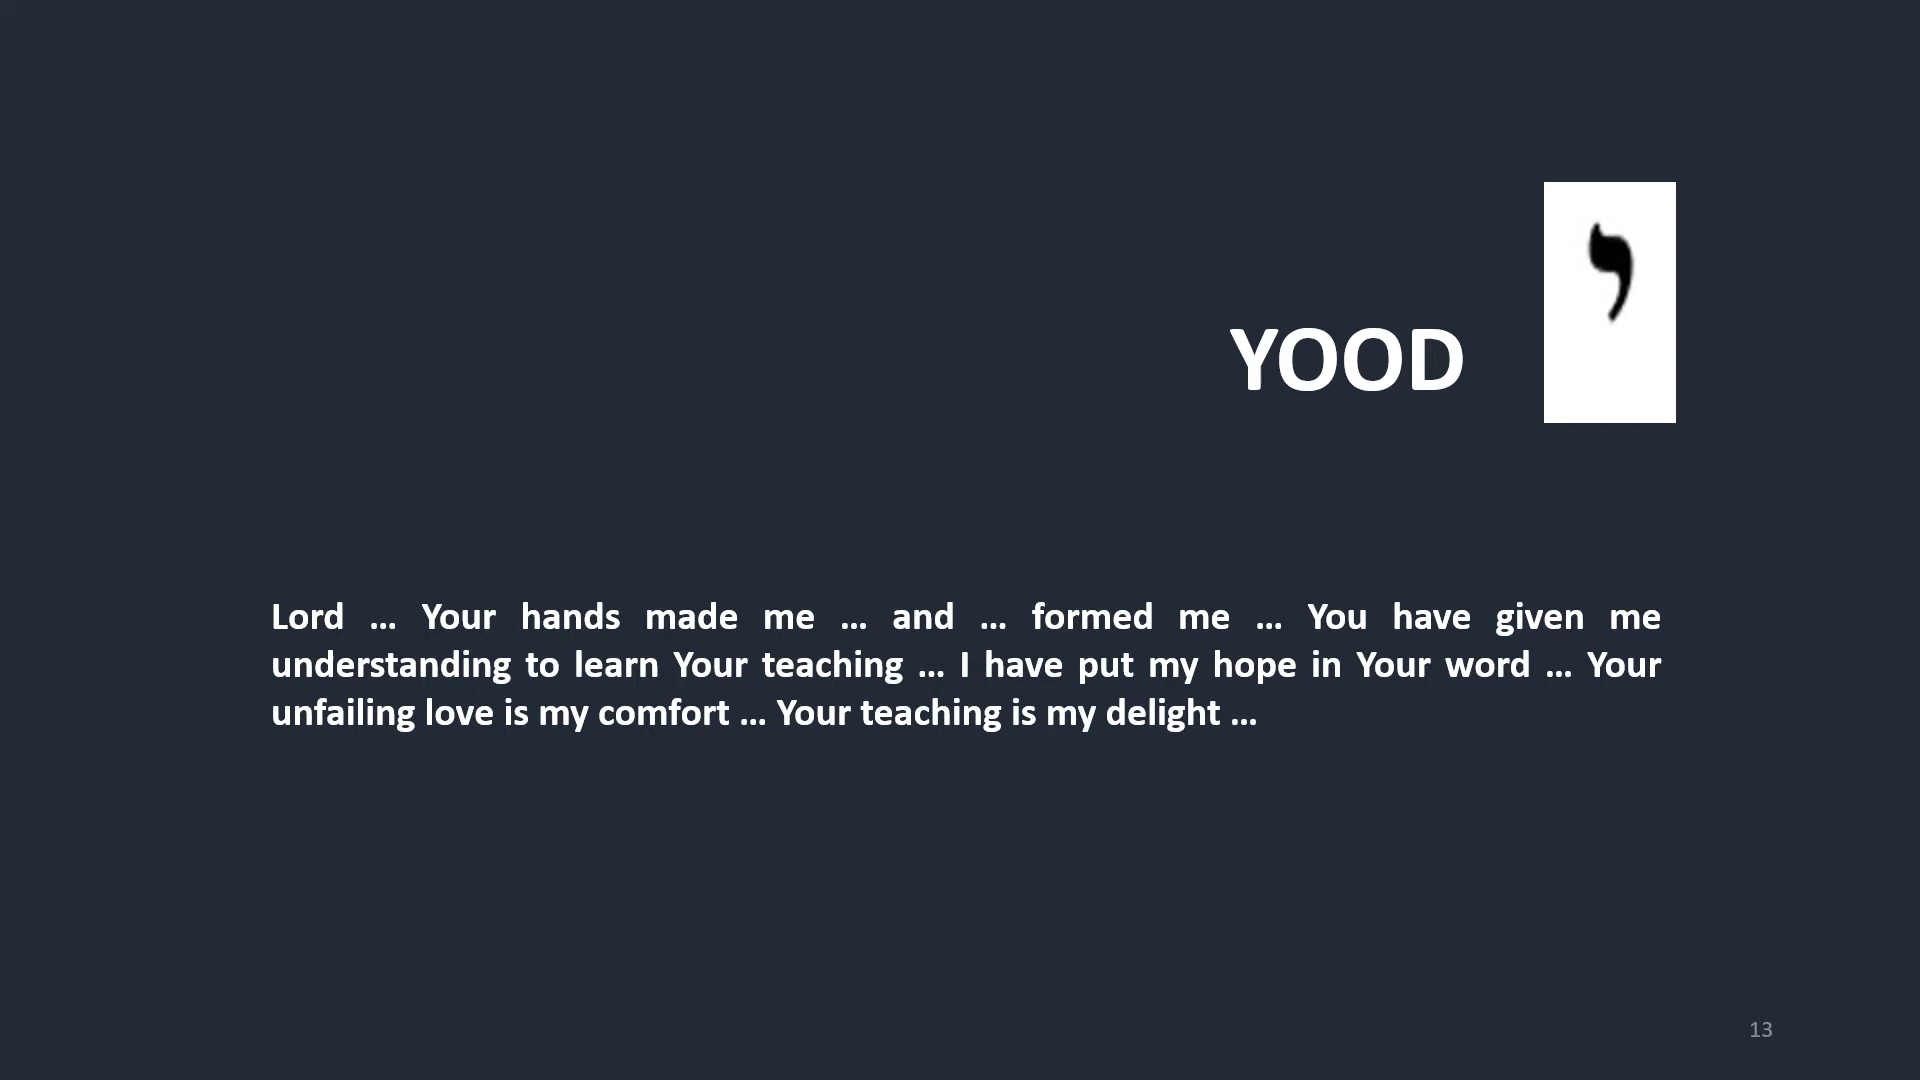 י
YOOD
Lord ... Your hands made me ... and ... formed me ... You have given me
understanding to learn Your teaching ... I have put my hope in Your word ... Your
unfailing love is my comfort ... Your teaching is my delight ...
13